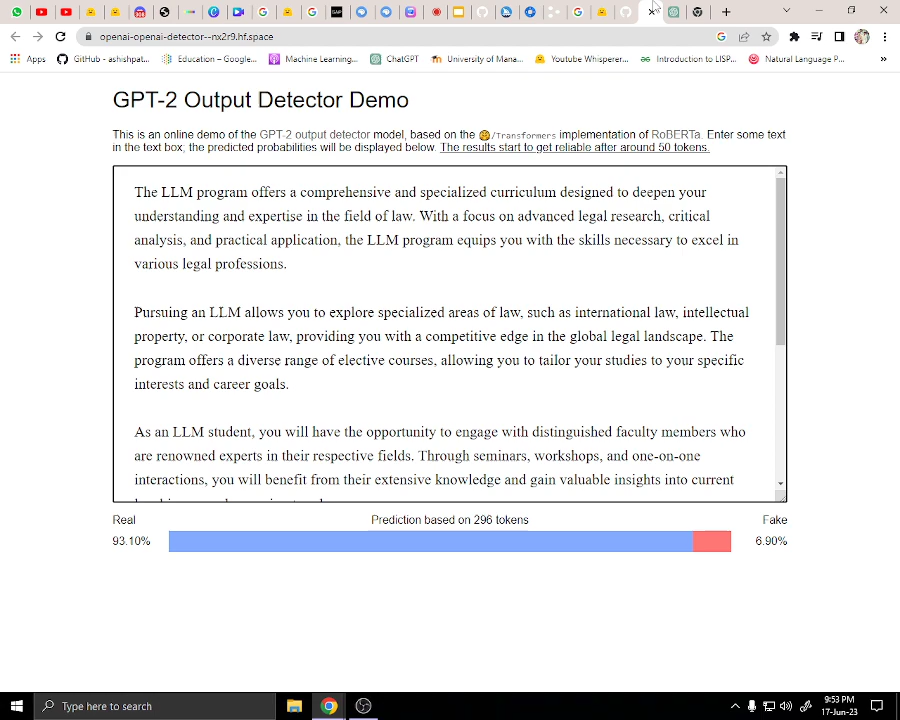 openai-openai-detector--nx2r9.hf.space
Apps
GitHub - ashishpat...
Education – Google...
Machine Learning...
ChatGPT
University of Mana...
Youtube Whisperer...
Introduction to LISP...
Natural Language P...
»
GPT-2 Output Detector Demo
This is an online demo of the GPT-2 output detector model, based on the 🤗/Transformers implementation of RoBERTa. Enter some text
in the text box; the predicted probabilities will be displayed below. The results start to get reliable after around 50 tokens.
The LLM program offers a comprehensive and specialized curriculum designed to deepen your
understanding and expertise in the field of law. With a focus on advanced legal research, critical
analysis, and practical application, the LLM program equips you with the skills necessary to excel in
various legal professions.
Pursuing an LLM allows you to explore specialized areas of law, such as international law, intellectual
property, or corporate law, providing you with a competitive edge in the global legal landscape. The
program offers a diverse range of elective courses, allowing you to tailor your studies to your specific
interests and career goals.
As an LLM student, you will have the opportunity to engage with distinguished faculty members who
are renowned experts in their respective fields. Through seminars, workshops, and one-on-one
interactions, you will benefit from their extensive knowledge and gain valuable insights into current
Real
Prediction based on 296 tokens
Fake
93.10%
6.90%
Type here to search
9:53 PM
17-Jun-23